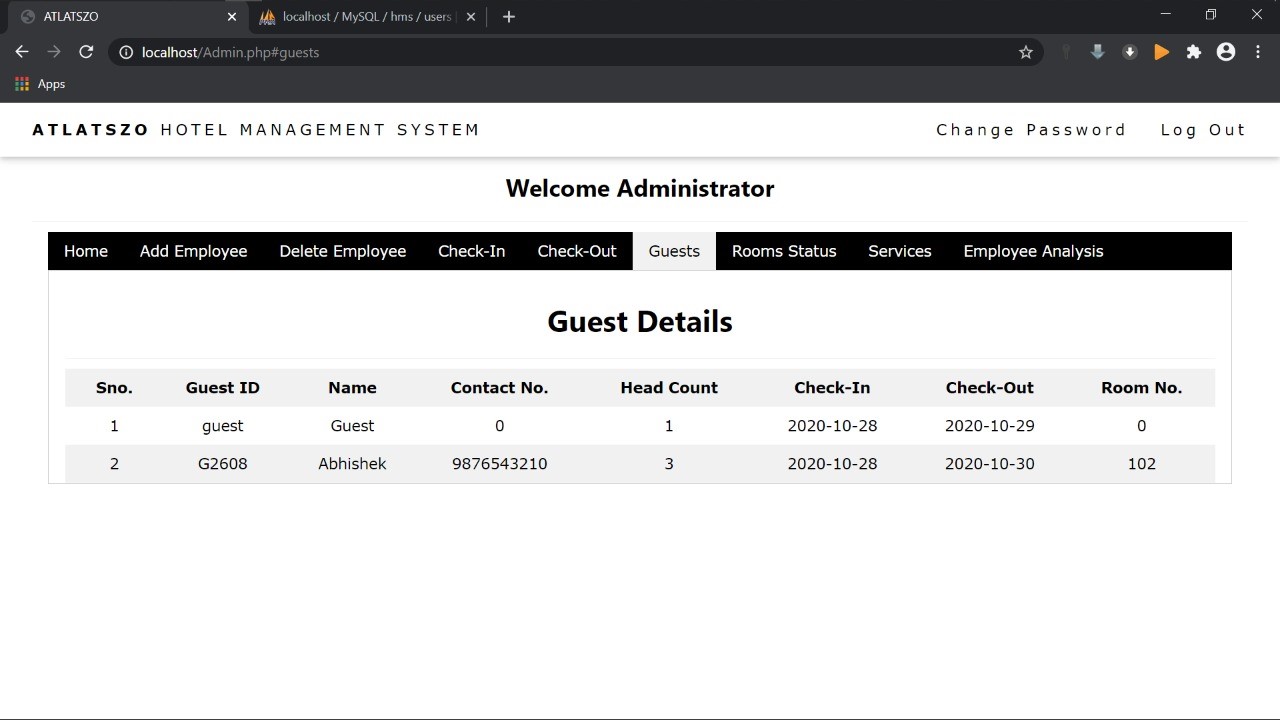 ATLATSZO
localhost / MySQL / hms / users
localhost/Admin.php#guests
Apps
ATLATSZO HOTEL MANAGEMENT SYSTEM Change Password Log Out
Welcome Administrator
Home Add Employee Delete Employee Check-In Check-Out Guests Rooms Status Services Employee Analysis
Guest Details
Sno. Guest ID Name Contact No. Head Count Check-In Check-Out Room No.
1 guest Guest 0 1 2020-10-28 2020-10-29 0
2 G2608 Abhishek 9876543210 3 2020-10-28 2020-10-30 102